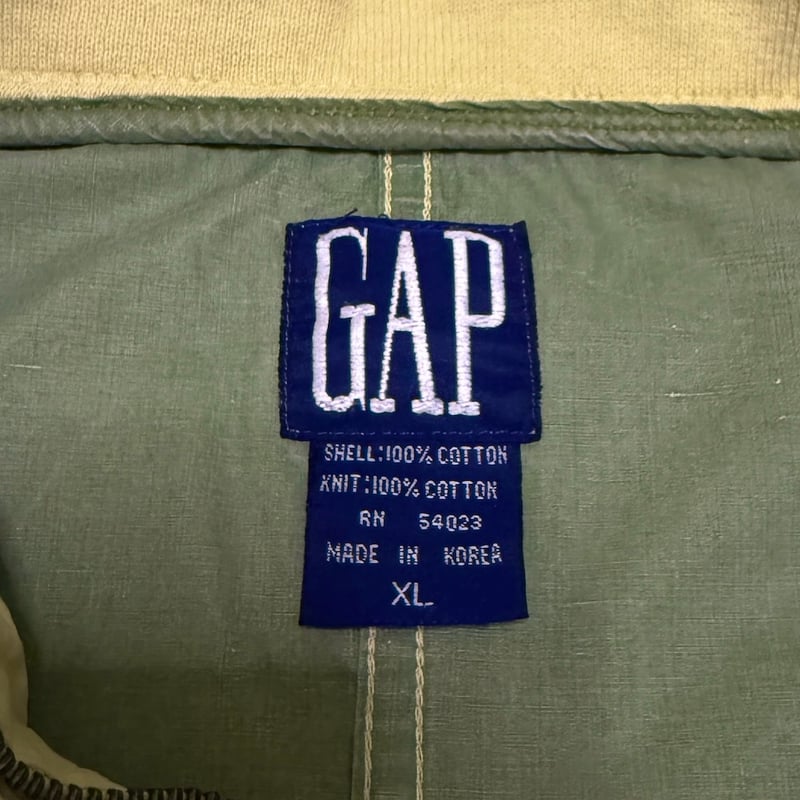 GAP
SHELL:100% COTTON
KNIT:100% COTTON
RN 54023
MADE IN KOREA
XL